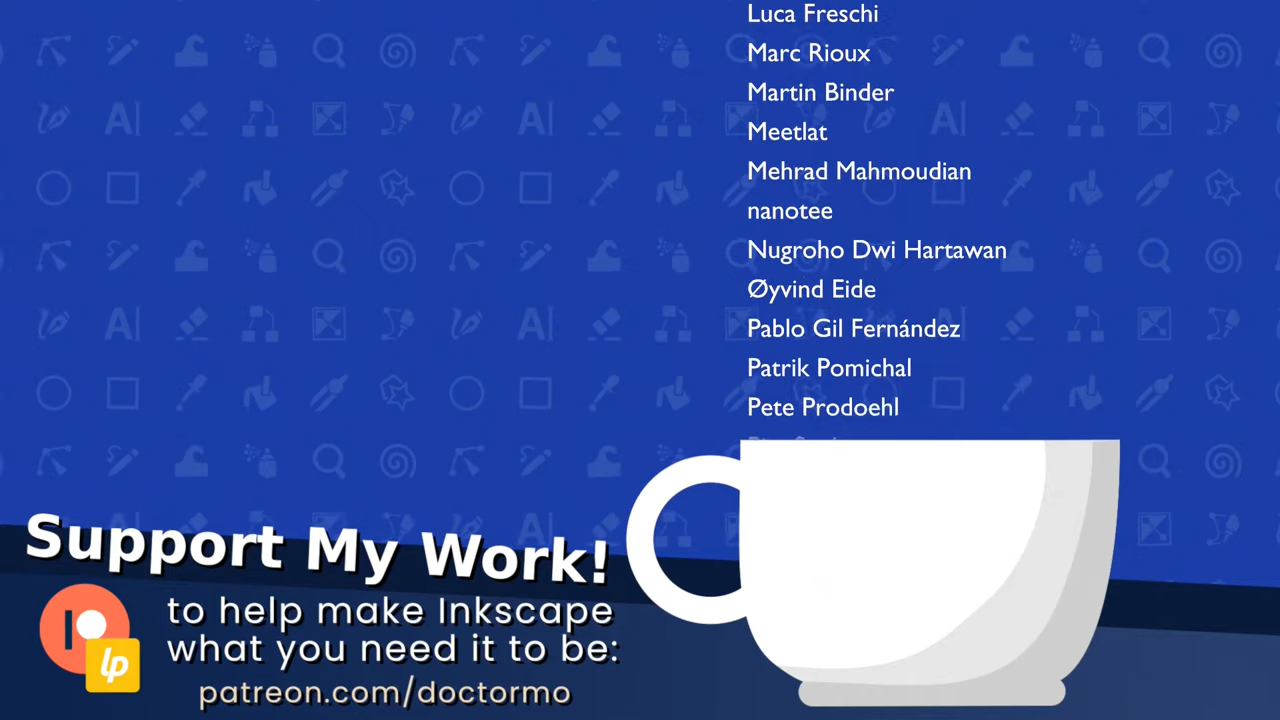 Luca Freschi
Marc Rioux
Martin Binder
Meetlat
Mehrad Mahmoudian
nanotee
Nugroho Dwi Hartawan
Øyvind Eide
Pablo Gil Fernández
Patrik Pomichal
Pete Prodoehl
Support My Work!
to help make Inkscape
what you need it to be:
lp
patreon.com/doctormo